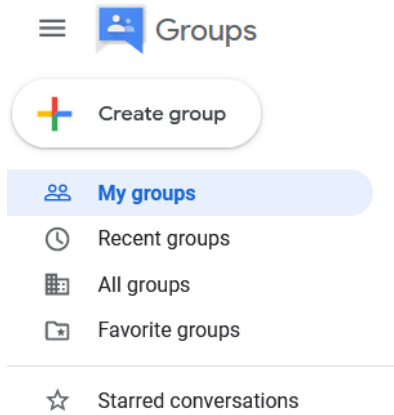 Groups
Create group
My groups
Recent groups
All groups
Favorite groups
Starred conversations